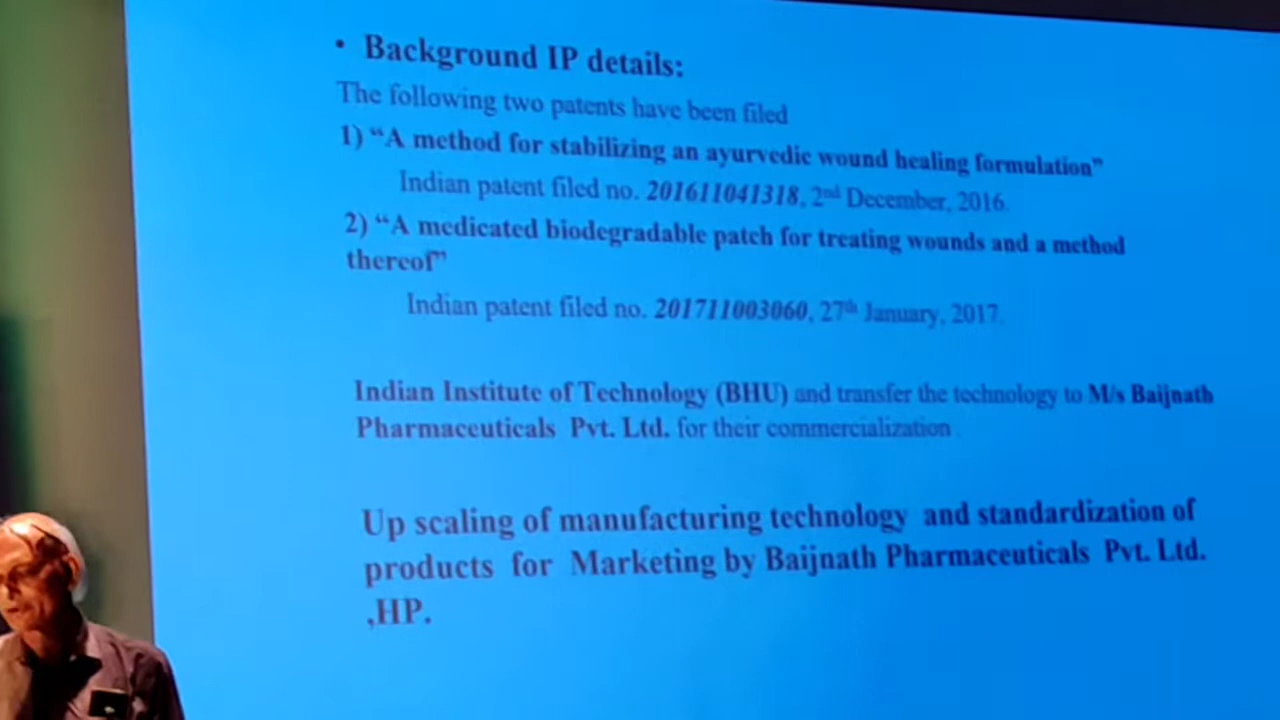 • Background IP details:
The following two patents have been filed
1) “A method for stabilizing an ayurvedic wound healing formulation”
Indian patent filed no. 201611041318, 2nd December, 2016.
2) “A medicated biodegradable patch for treating wounds and a method
thereof”
Indian patent filed no. 201711003060, 27th January, 2017.
Indian Institute of Technology (BHU) and transfer the technology to M/s Baijnath
Pharmaceuticals Pvt. Ltd. for their commercialization
Up scaling of manufacturing technology and standardization of
products for Marketing by Baijnath Pharmaceuticals Pvt. Ltd.
,HP.